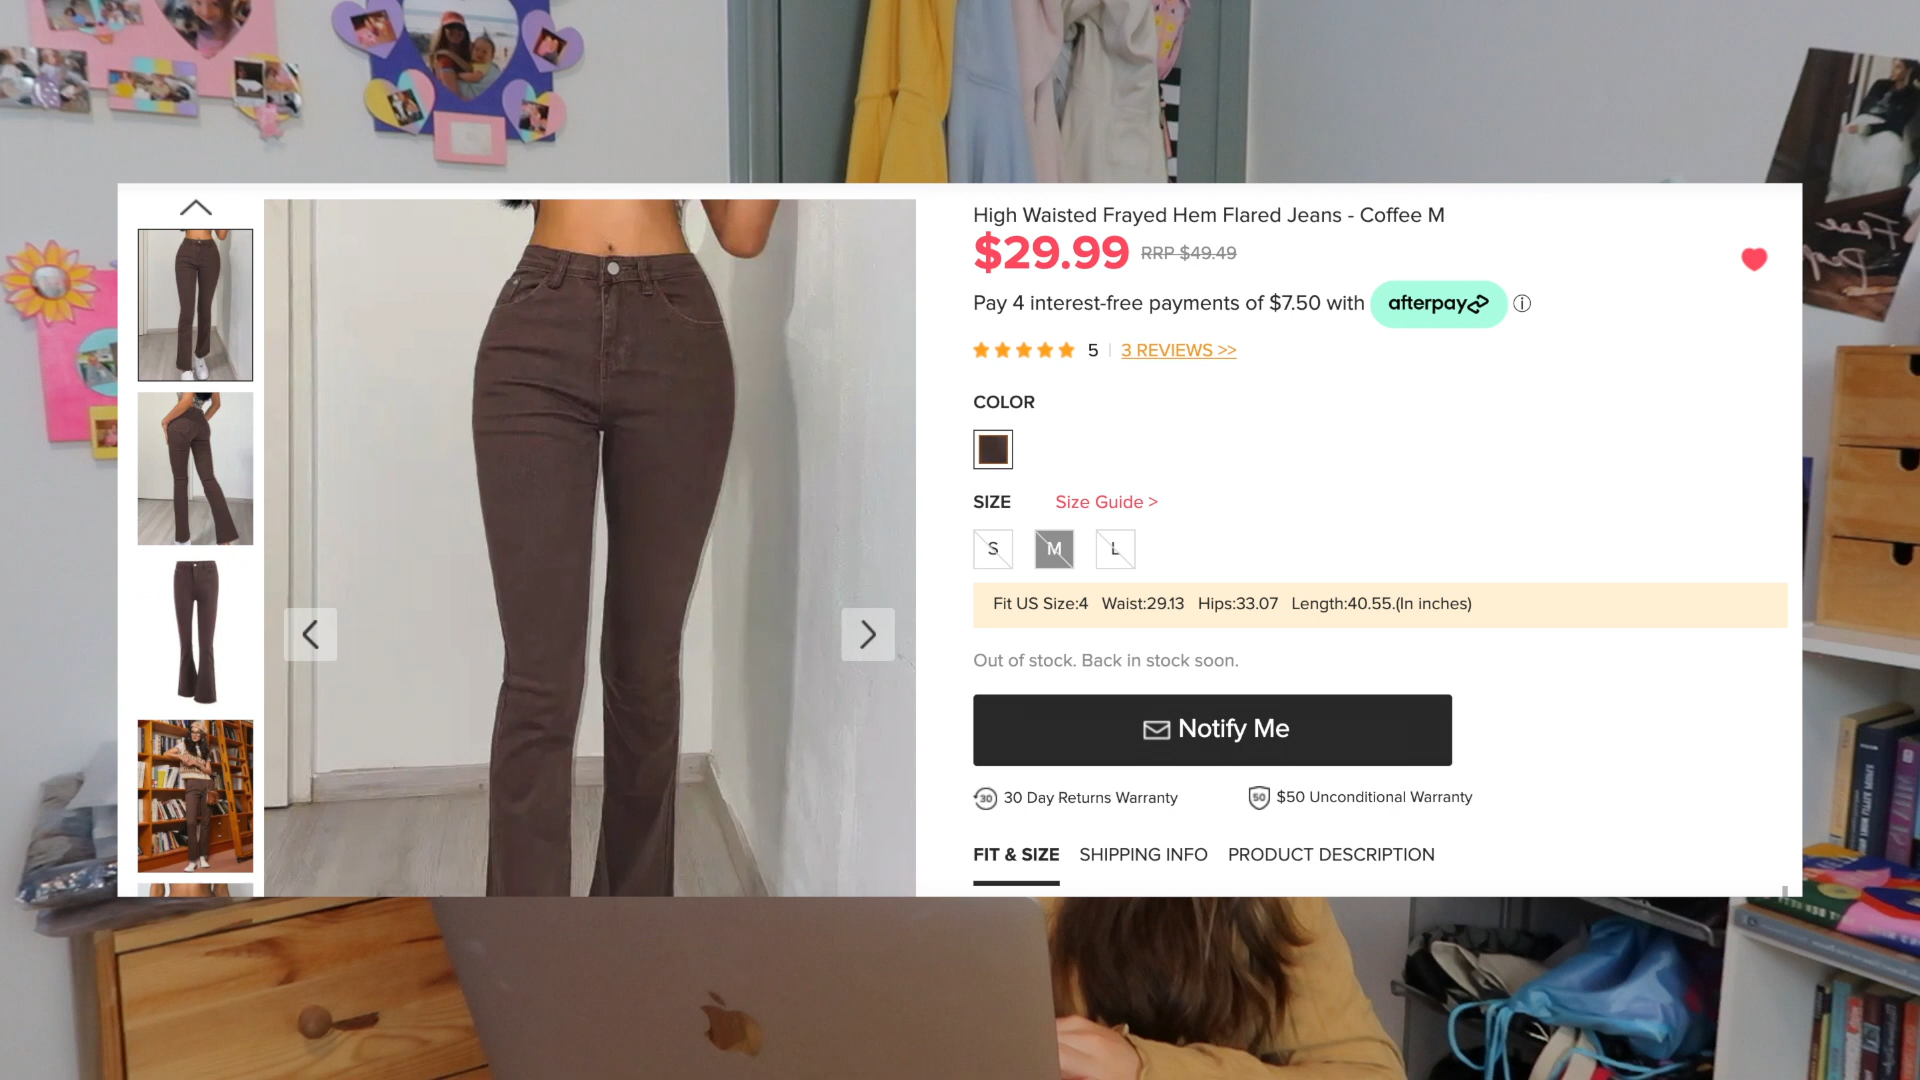 High Waisted Frayed Hem Flared Jeans - Coffee M
$29.99 RRP $49.49
Pay 4 interest-free payments of $7.50 with afterpay
5 | 3 REVIEWS >>
COLOR
SIZE Size Guide >
S M L
Fit US Size:4 Waist:29.13 Hips:33.07 Length:40.55.(In inches)
Out of stock. Back in stock soon.
Notify Me
30 30 Day Returns Warranty 50 $50 Unconditional Warranty
FIT & SIZE SHIPPING INFO PRODUCT DESCRIPTION